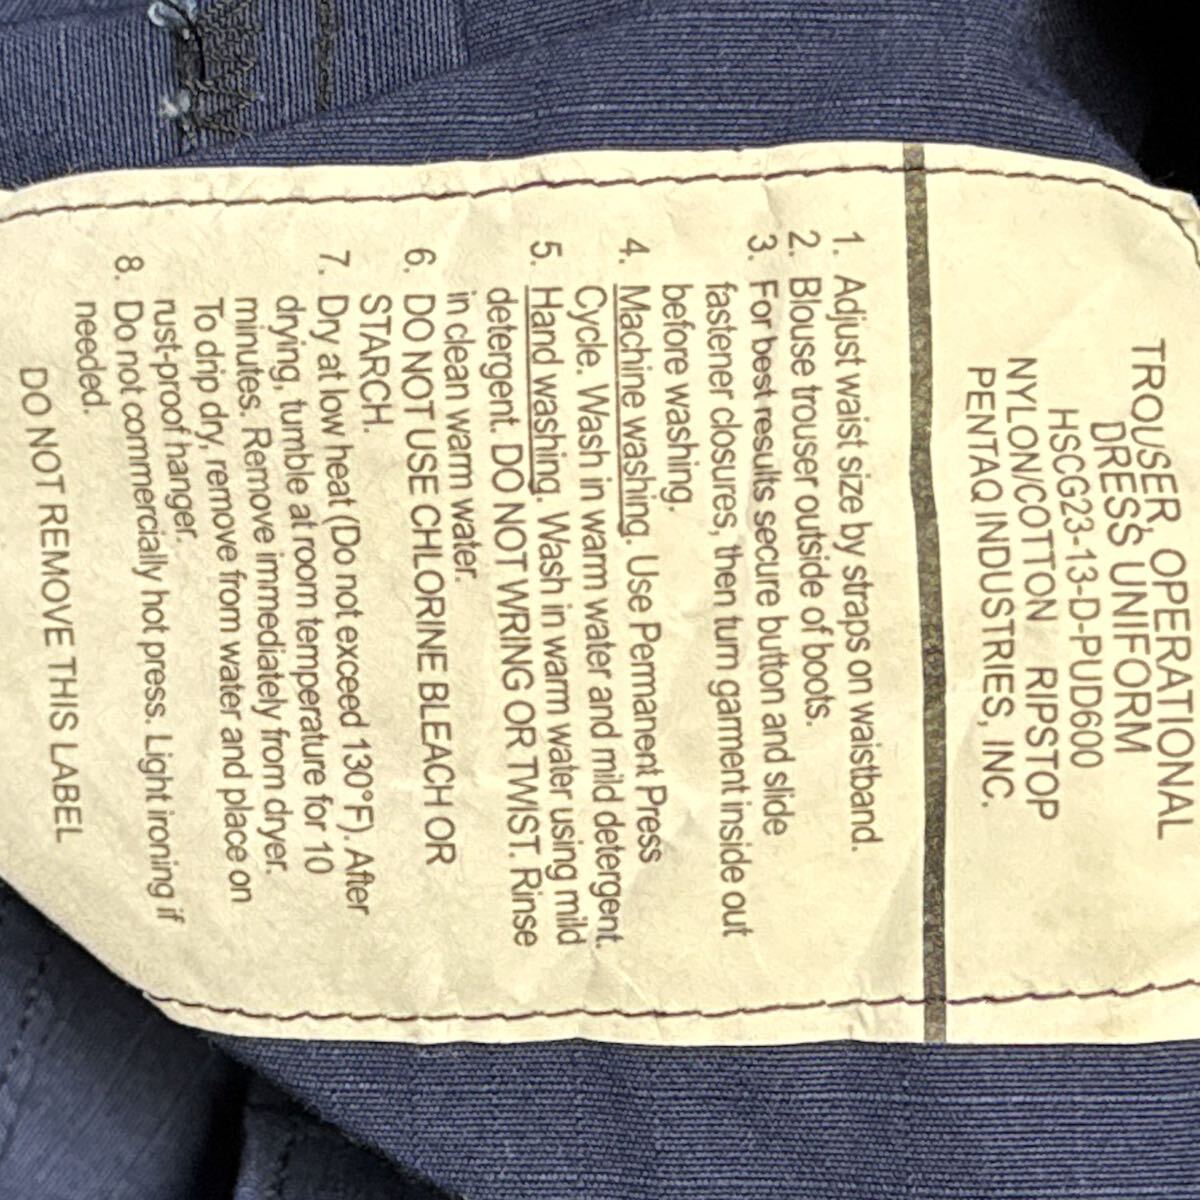 TROUSER, OPERATIONAL
DRESS UNIFORM
HSCG23-13-D-PUD600
NYLON/COTTON RIPSTOP
PENTAQ INDUSTRIES, INC.
1. Adjust waist size by straps on waistband.
2. Blouse trouser outside of boots.
3. For best results secure button and slide
fastener closures, then turn garment inside out
before washing.
4. Machine washing. Use Permanent Press
Cycle. Wash in warm water and mild detergent.
5. Hand washing. Wash in warm water using mild
detergent. DO NOT WRING OR TWIST. Rinse
in clean warm water.
6. DO NOT USE CHLORINE BLEACH OR
STARCH.
7. Dry at low heat (Do not exceed 130°F). After
drying, tumble at room temperature for 10
minutes. Remove immediately from dryer.
To drip dry, remove from water and place on
rust-proof hanger.
8. Do not commercially hot press. Light ironing if
needed.
DO NOT REMOVE THIS LABEL